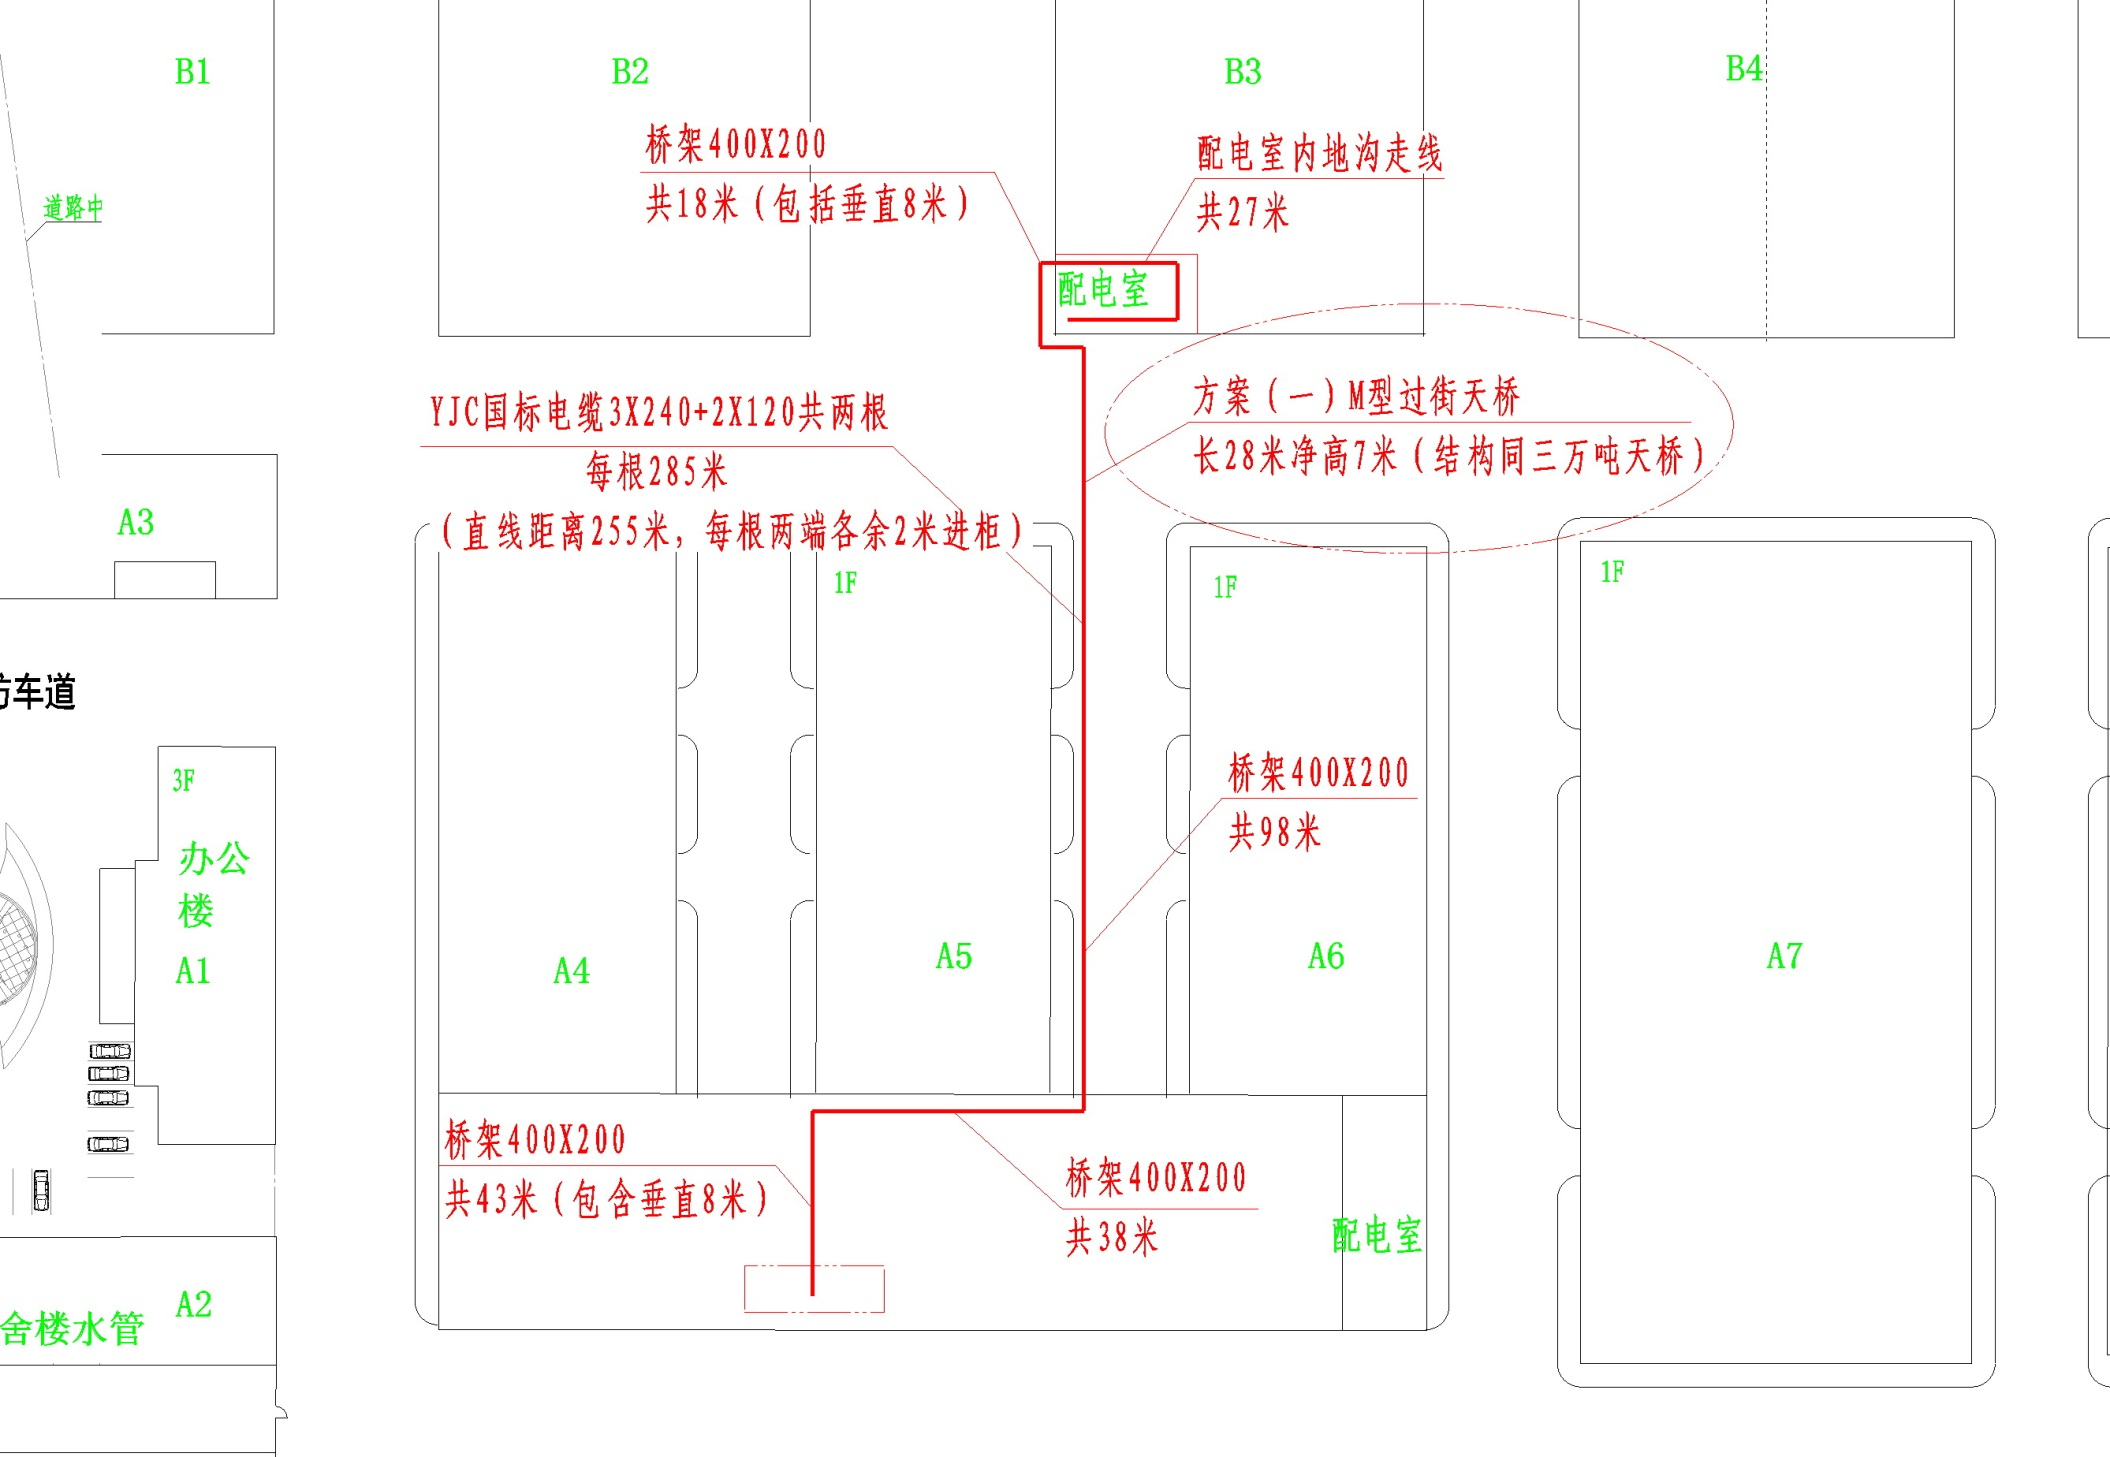 B1
B2
B3
B4
桥架400X200
共18米（包括垂直8米）
配电室内地沟走线
共27米
道路中
配电室
方案（一）M型过街天桥
长28米净高7米（结构同三万吨天桥）
YJC国标电缆3X240+2X120共两根
每根285米
（直线距离255米，每根两端各余2米进柜）
A3
1F
1F
1F
车道
3F
办公
楼
A1
桥架400X200
共98米
A4
A5
A6
A7
桥架400X200
共43米（包含垂直8米）
桥架400X200
共38米
配电室
A2
舍楼水管